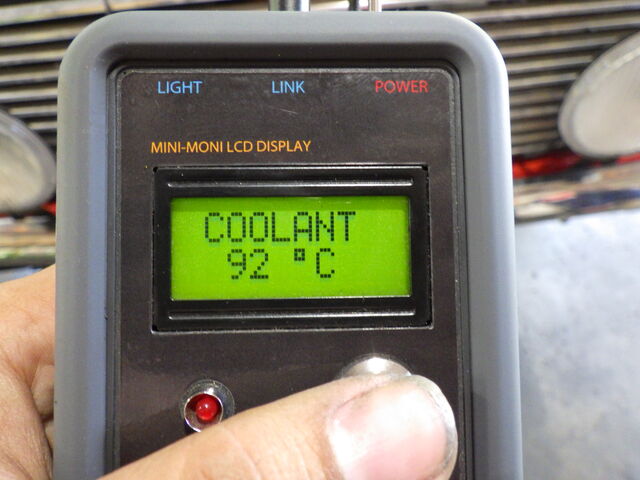 LIGHT LINK POWER
MINI-MONI LCD DISPLAY
COOLANT
92 °C